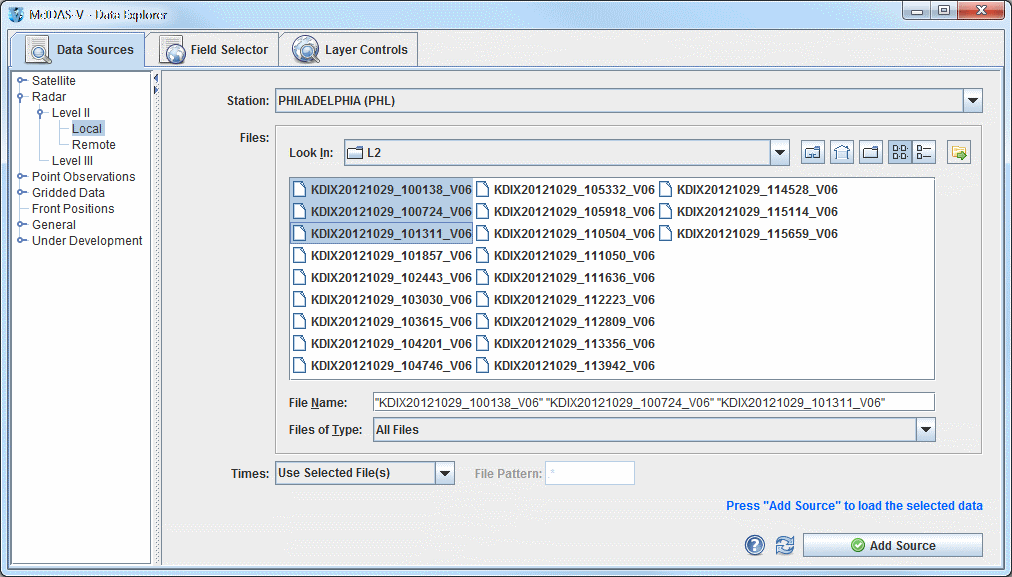 McIDAS-V - Data Explorer
Data Sources Field Selector Layer Controls
Satellite
Radar
Level II
Local
Remote
Level III
Point Observations
Gridded Data
Front Positions
General
Under Development
Station: PHILADELPHIA (PHL)
Files:
Look In: L2
KDIX20121029_100138_V06 KDIX20121029_105332_V06 KDIX20121029_114528_V06
KDIX20121029_100724_V06 KDIX20121029_105918_V06 KDIX20121029_115114_V06
KDIX20121029_101311_V06 KDIX20121029_110504_V06 KDIX20121029_115659_V06
KDIX20121029_101857_V06 KDIX20121029_111050_V06
KDIX20121029_102443_V06 KDIX20121029_111636_V06
KDIX20121029_103030_V06 KDIX20121029_112223_V06
KDIX20121029_103615_V06 KDIX20121029_112809_V06
KDIX20121029_104201_V06 KDIX20121029_113356_V06
KDIX20121029_104746_V06 KDIX20121029_113942_V06
File Name: "KDIX20121029_100138_V06" "KDIX20121029_100724_V06" "KDIX20121029_101311_V06"
Files of Type: All Files
Times: Use Selected File(s) File Pattern: *
Press "Add Source" to load the selected data
? Add Source